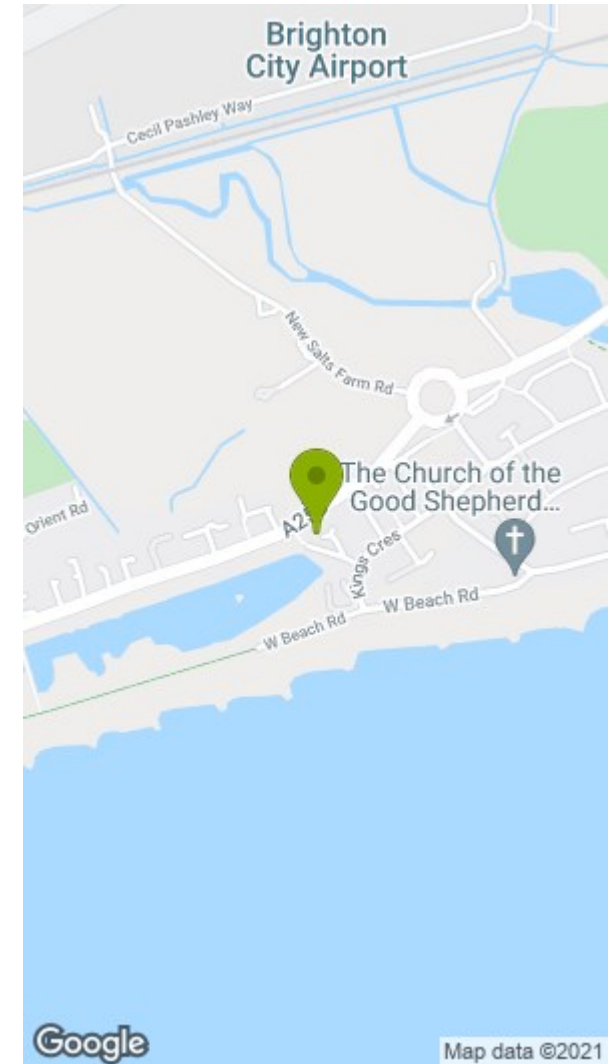 Brighton
City Airport
Cecil Pashley Way
New Salts Farm Rd
The Church of the
Good Shepherd...
Orient Rd
A25
Kings Cres
W Beach Rd
W Beach Rd
Google
Map data ©2021